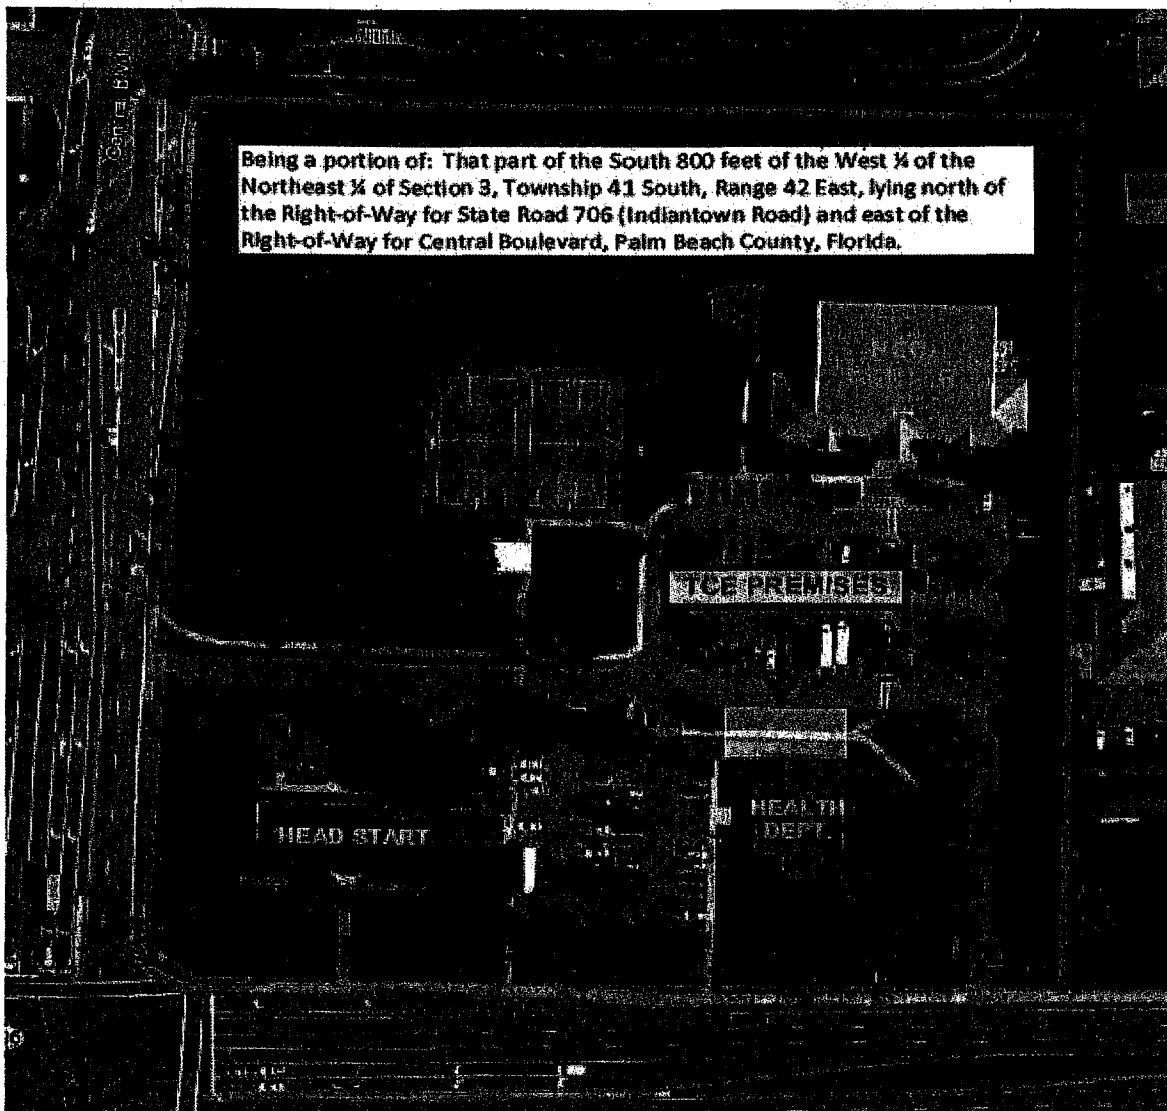 Central Blvd
Being a portion of: That part of the South 800 feet of the West ¼ of the
Northeast ¼ of Section 3, Township 41 South, Range 42 East, lying north of
the Right-of-Way for State Road 706 (Indiantown Road) and east of the
Right-of-Way for Central Boulevard, Palm Beach County, Florida.
TCE PREMISES
HEALTH
DEPT.
HEAD START